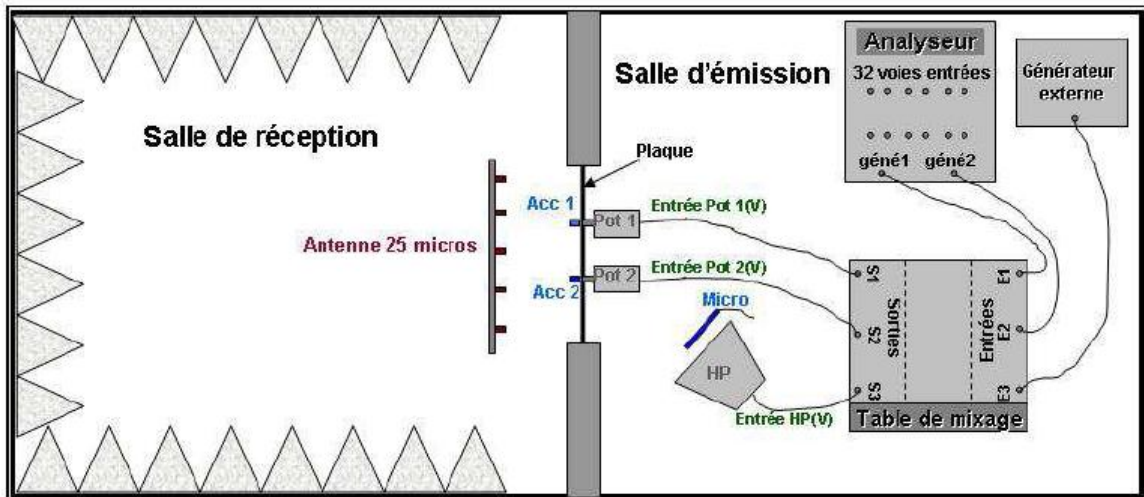 Salle de réception
Antenne 25 micros
Acc 1
Acc 2
Plaque
Pot 1
Pot 2
Entrée Pot 1(V)
Entrée Pot 2(V)
Salle d'émission
Micro
HP
Entrée HP(V)
Analyseur
32 voies entrées
géné1 géné2
Générateur
externe
S1
S2
S3
Sorties
Entrées
E1
E2
E3
Table de mixage